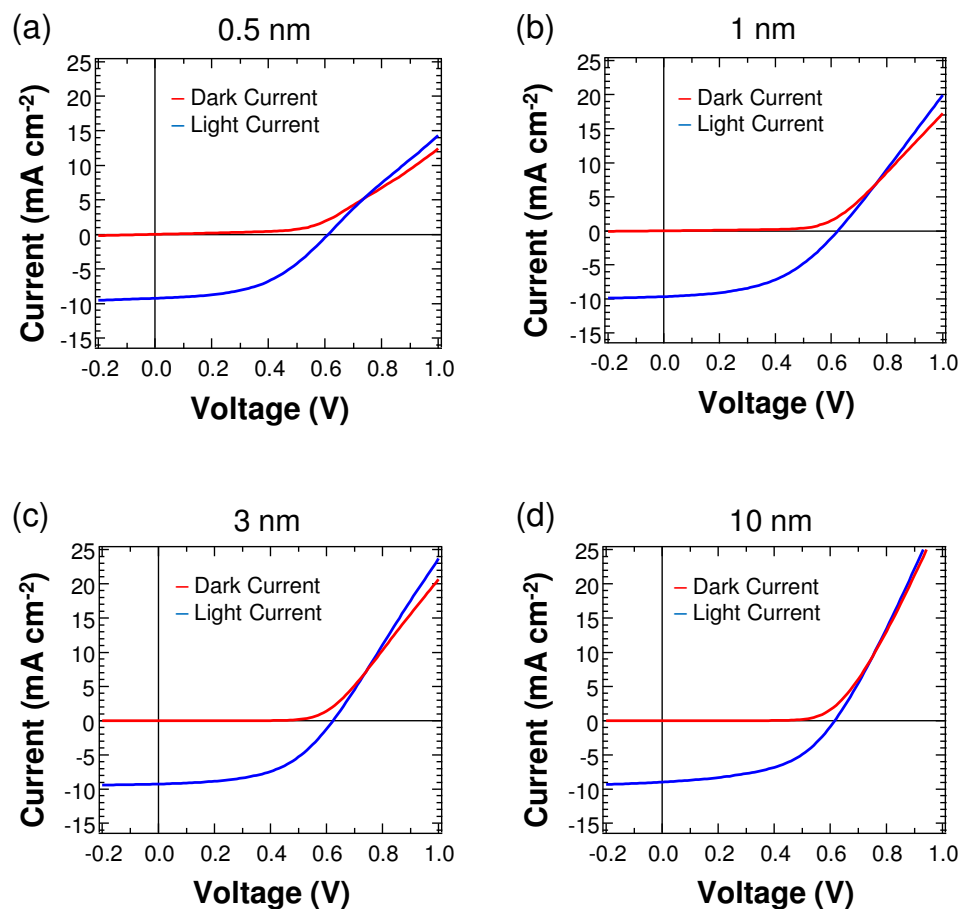 (a)
0.5 nm
25
20
15
10
5
0
-5
-10
-15
Dark Current
Light Current
Current (mA cm-2)
-0.2 0.0 0.2 0.4 0.6 0.8 1.0
Voltage (V)
(b)
1 nm
25
20
15
10
5
0
-5
-10
-15
Dark Current
Light Current
Current (mA cm-2)
-0.2 0.0 0.2 0.4 0.6 0.8 1.0
Voltage (V)
(c)
3 nm
25
20
15
10
5
0
-5
-10
-15
Dark Current
Light Current
Current (mA cm-2)
-0.2 0.0 0.2 0.4 0.6 0.8 1.0
Voltage (V)
(d)
10 nm
25
20
15
10
5
0
-5
-10
-15
Dark Current
Light Current
Current (mA cm-2)
-0.2 0.0 0.2 0.4 0.6 0.8 1.0
Voltage (V)